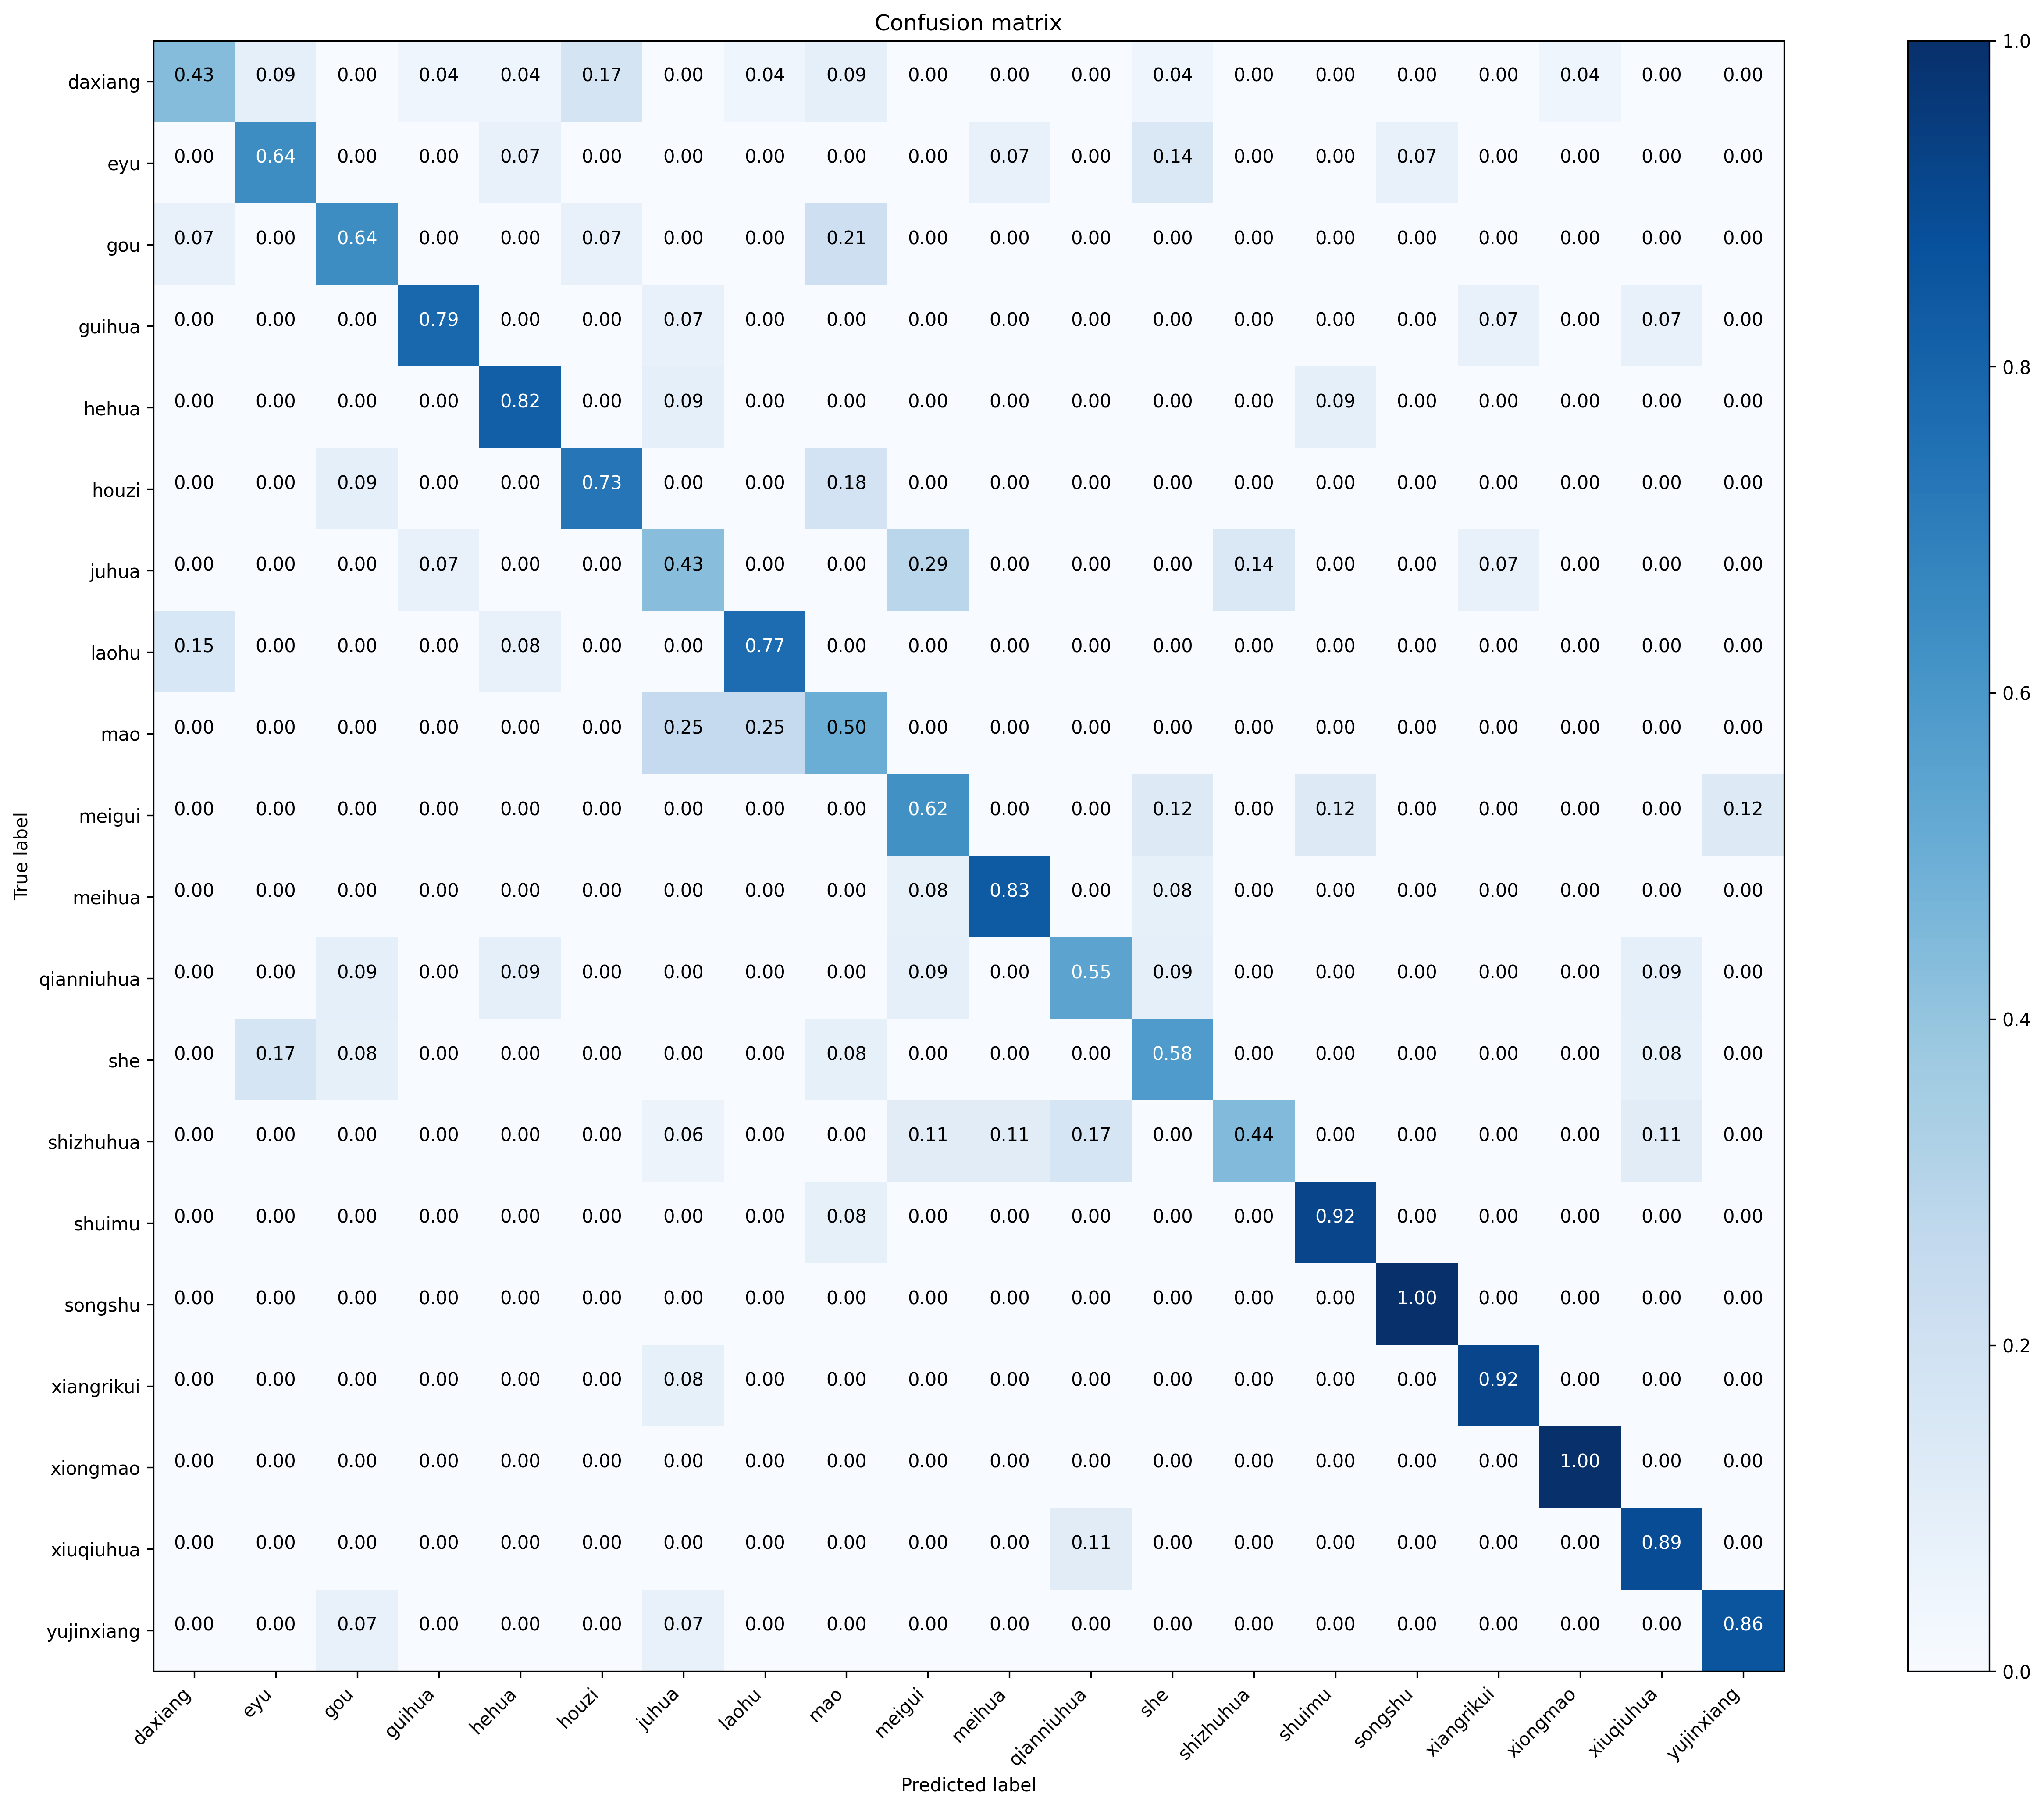 Confusion matrix
daxiang 0.43 0.09 0.00 0.04 0.04 0.17 0.00 0.04 0.09 0.00 0.00 0.00 0.04 0.00 0.00 0.00 0.00 0.04 0.00 0.00
eyu 0.00 0.64 0.00 0.00 0.07 0.00 0.00 0.00 0.00 0.00 0.07 0.00 0.14 0.00 0.00 0.07 0.00 0.00 0.00 0.00
gou 0.07 0.00 0.64 0.00 0.00 0.07 0.00 0.00 0.21 0.00 0.00 0.00 0.00 0.00 0.00 0.00 0.00 0.00 0.00 0.00
guihua 0.00 0.00 0.00 0.79 0.00 0.00 0.07 0.00 0.00 0.00 0.00 0.00 0.00 0.00 0.00 0.00 0.07 0.00 0.07 0.00
hehua 0.00 0.00 0.00 0.00 0.82 0.00 0.09 0.00 0.00 0.00 0.00 0.00 0.00 0.00 0.09 0.00 0.00 0.00 0.00 0.00
houzi 0.00 0.00 0.09 0.00 0.00 0.73 0.00 0.00 0.18 0.00 0.00 0.00 0.00 0.00 0.00 0.00 0.00 0.00 0.00 0.00
juhua 0.00 0.00 0.00 0.07 0.00 0.00 0.43 0.00 0.00 0.29 0.00 0.00 0.00 0.14 0.00 0.00 0.07 0.00 0.00 0.00
laohu 0.15 0.00 0.00 0.00 0.08 0.00 0.00 0.77 0.00 0.00 0.00 0.00 0.00 0.00 0.00 0.00 0.00 0.00 0.00 0.00
mao 0.00 0.00 0.00 0.00 0.00 0.00 0.25 0.25 0.50 0.00 0.00 0.00 0.00 0.00 0.00 0.00 0.00 0.00 0.00 0.00
meigui 0.00 0.00 0.00 0.00 0.00 0.00 0.00 0.00 0.00 0.62 0.00 0.00 0.12 0.00 0.12 0.00 0.00 0.00 0.00 0.12
meihua 0.00 0.00 0.00 0.00 0.00 0.00 0.00 0.00 0.00 0.08 0.83 0.00 0.08 0.00 0.00 0.00 0.00 0.00 0.00 0.00
qianniuhua 0.00 0.00 0.09 0.00 0.09 0.00 0.00 0.00 0.00 0.09 0.00 0.55 0.09 0.00 0.00 0.00 0.00 0.00 0.09 0.00
she 0.00 0.17 0.08 0.00 0.00 0.00 0.00 0.00 0.08 0.00 0.00 0.00 0.58 0.00 0.00 0.00 0.00 0.00 0.08 0.00
shizhuhua 0.00 0.00 0.00 0.00 0.00 0.00 0.06 0.00 0.00 0.11 0.11 0.17 0.00 0.44 0.00 0.00 0.00 0.00 0.11 0.00
shuimu 0.00 0.00 0.00 0.00 0.00 0.00 0.00 0.00 0.08 0.00 0.00 0.00 0.00 0.00 0.92 0.00 0.00 0.00 0.00 0.00
songshu 0.00 0.00 0.00 0.00 0.00 0.00 0.00 0.00 0.00 0.00 0.00 0.00 0.00 0.00 0.00 1.00 0.00 0.00 0.00 0.00
xiangrikui 0.00 0.00 0.00 0.00 0.00 0.00 0.08 0.00 0.00 0.00 0.00 0.00 0.00 0.00 0.00 0.00 0.92 0.00 0.00 0.00
xiongmao 0.00 0.00 0.00 0.00 0.00 0.00 0.00 0.00 0.00 0.00 0.00 0.00 0.00 0.00 0.00 0.00 0.00 1.00 0.00 0.00
xiuqiuhua 0.00 0.00 0.00 0.00 0.00 0.00 0.00 0.00 0.00 0.00 0.00 0.11 0.00 0.00 0.00 0.00 0.00 0.00 0.89 0.00
yujinxiang 0.00 0.00 0.07 0.00 0.00 0.00 0.07 0.00 0.00 0.00 0.00 0.00 0.00 0.00 0.00 0.00 0.00 0.00 0.00 0.86
True label
daxiang eyu gou guihua hehua houzi juhua laohu mao meigui meihua qianniuhua she shizhuhua shuimu songshu xiangrikui xiongmao xiuqiuhua yujinxiang
Predicted label
1.0
0.8
0.6
0.4
0.2
0.0